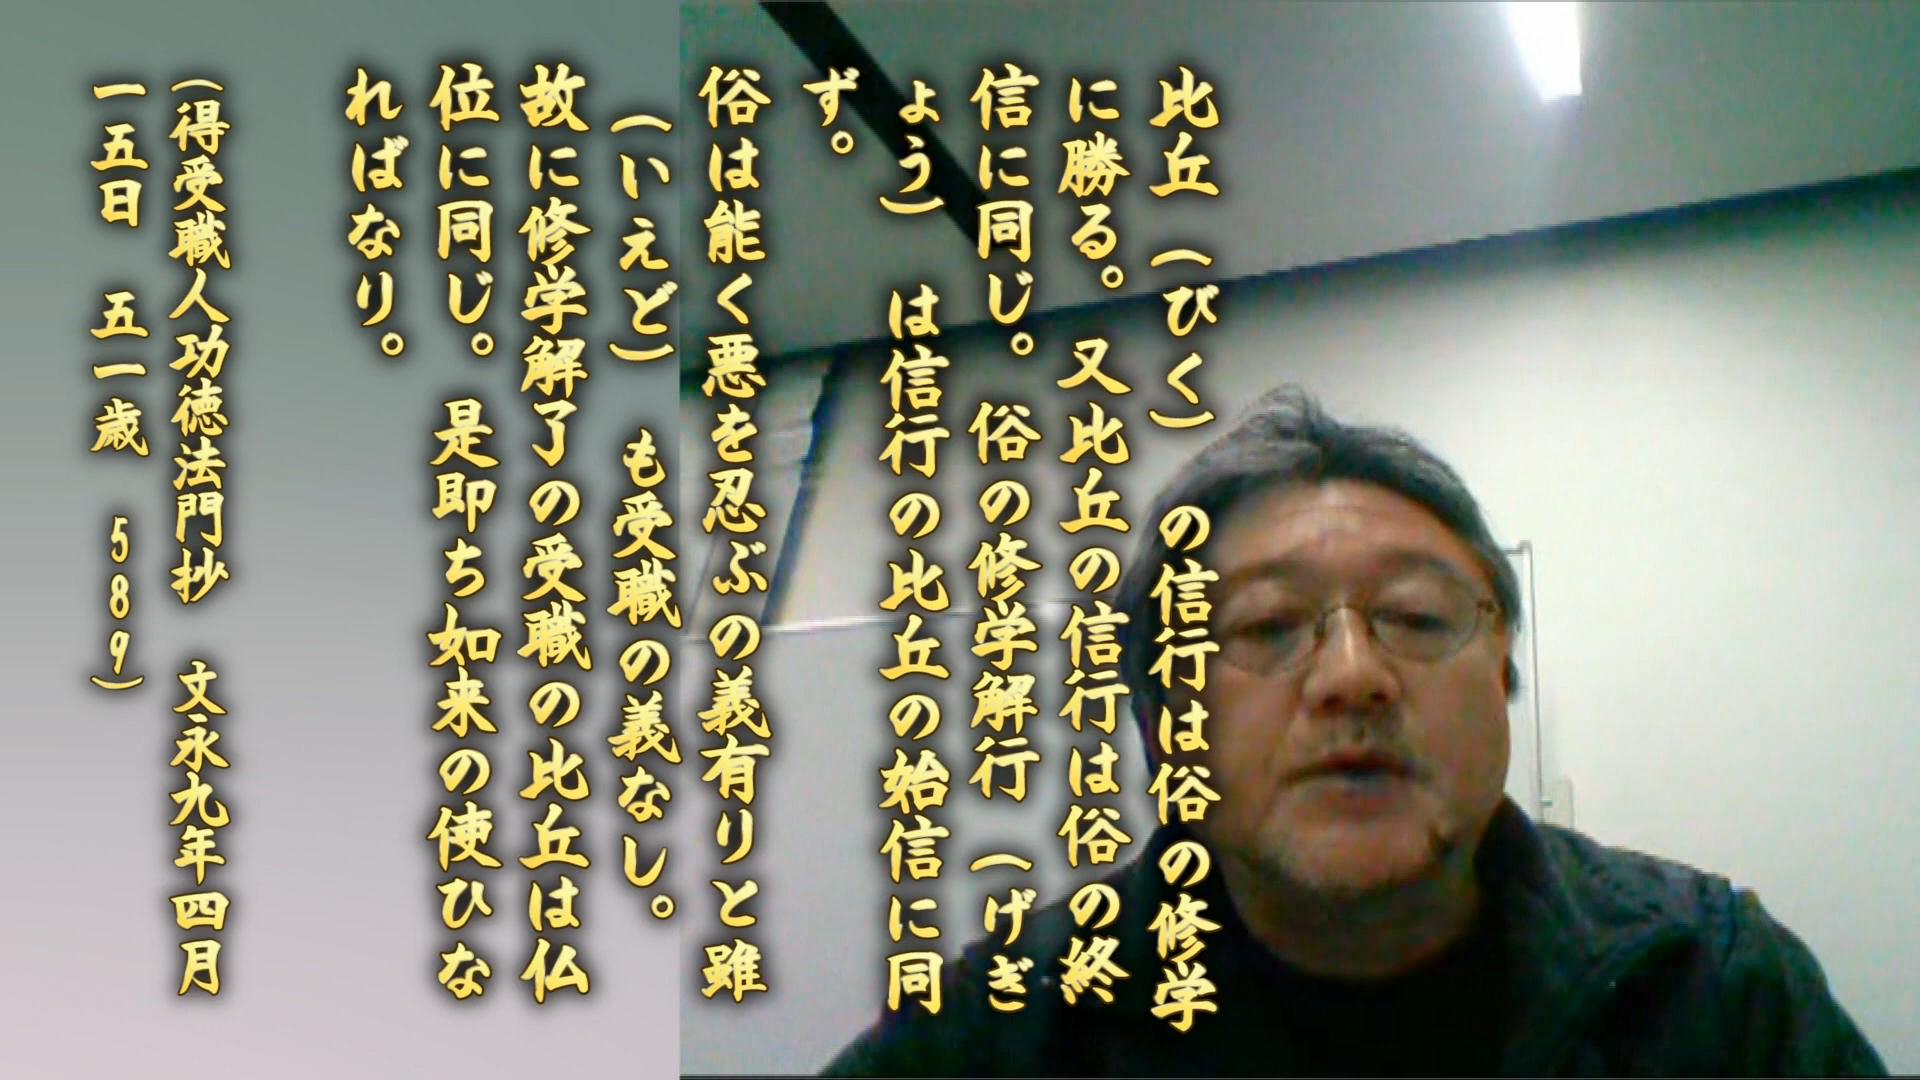 比丘（びく）の信行は俗の修学
に勝る。又比丘の信行は俗の終
信に同じ。俗の修学解行（げぎ
ょう）は信行の比丘の始信に同
ず。
俗は能く悪を忍ぶの義有りと雖
（いえど）も受職の義なし。
故に修学解了の受職の比丘は仏
位に同じ。是即ち如来の使ひな
ればなり。
（得受職人功徳法門抄　文永九年四月
一五日　五一歳　589）